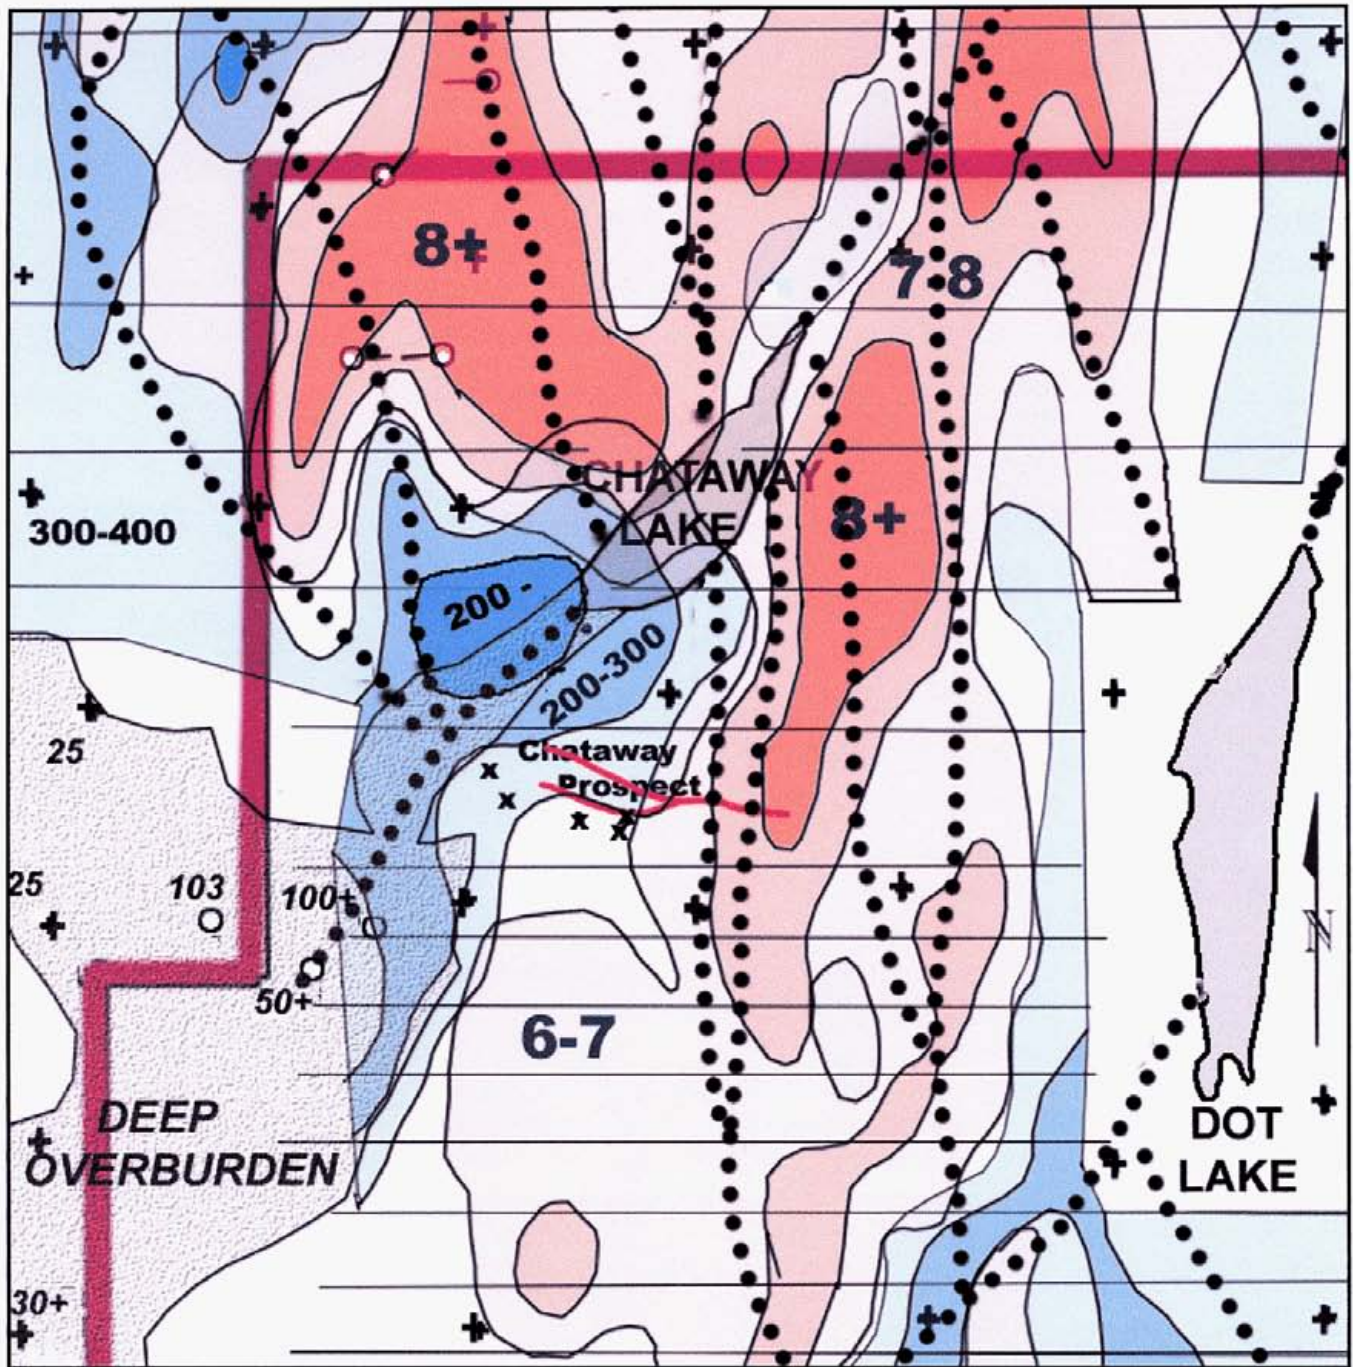 8+
7-8
CHATAWAY
LAKE
8+
300-400
200 -
200-300
Chataway
Prospect
25
25
103
100+
50+
6-7
N
DEEP
OVERBURDEN
DOT
LAKE
30+